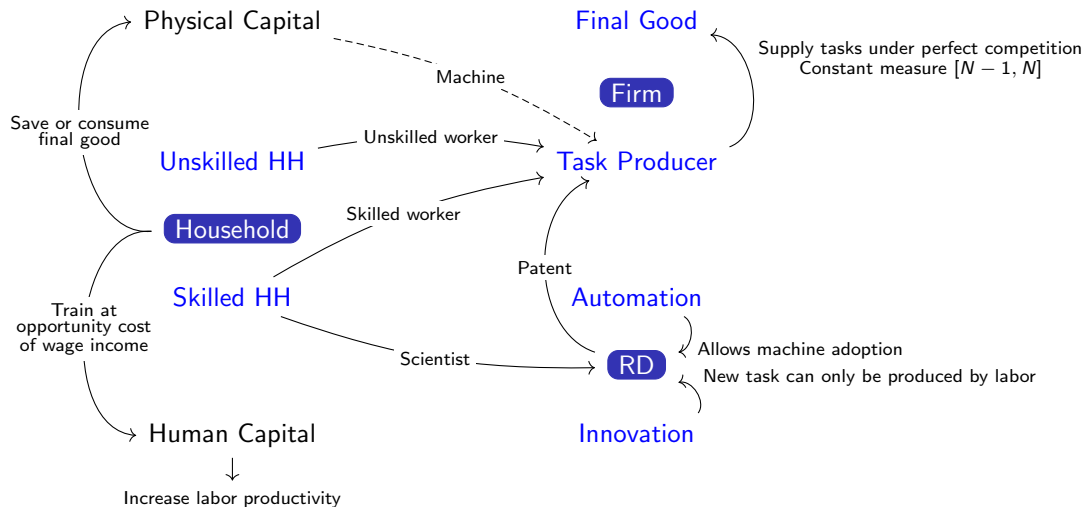 Physical Capital
Final Good
Supply tasks under perfect competition
Constant measure [N − 1, N]
Machine
Firm
Save or consume
final good
Unskilled worker
Unskilled HH
Task Producer
Skilled worker
Household
Patent
Skilled HH
Automation
Train at
opportunity cost
of wage income
Scientist
RD
Allows machine adoption
New task can only be produced by labor
Human Capital
Innovation
Increase labor productivity